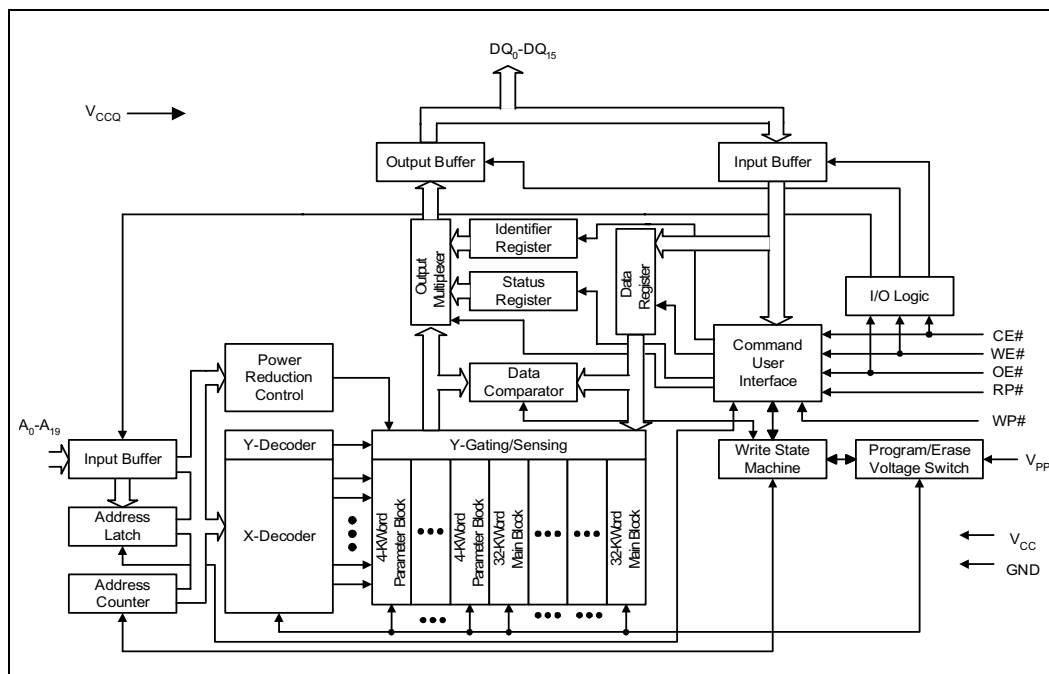 DQ0-DQ15
VCCQ
Output Buffer
Input Buffer
Output
Multiplexer
Identifier
Register
Status
Register
Data
Register
I/O Logic
CE#
WE#
OE#
RP#
WP#
Command
User
Interface
Power
Reduction
Control
Data
Comparator
A0-A19
Input Buffer
Y-Decoder
Y-Gating/Sensing
Write State
Machine
Program/Erase
Voltage Switch
VPP
Address
Latch
X-Decoder
4-KWord
Parameter Block
4-KWord
Parameter Block
32-KWord
Main Block
32-KWord
Main Block
VCC
GND
Address
Counter